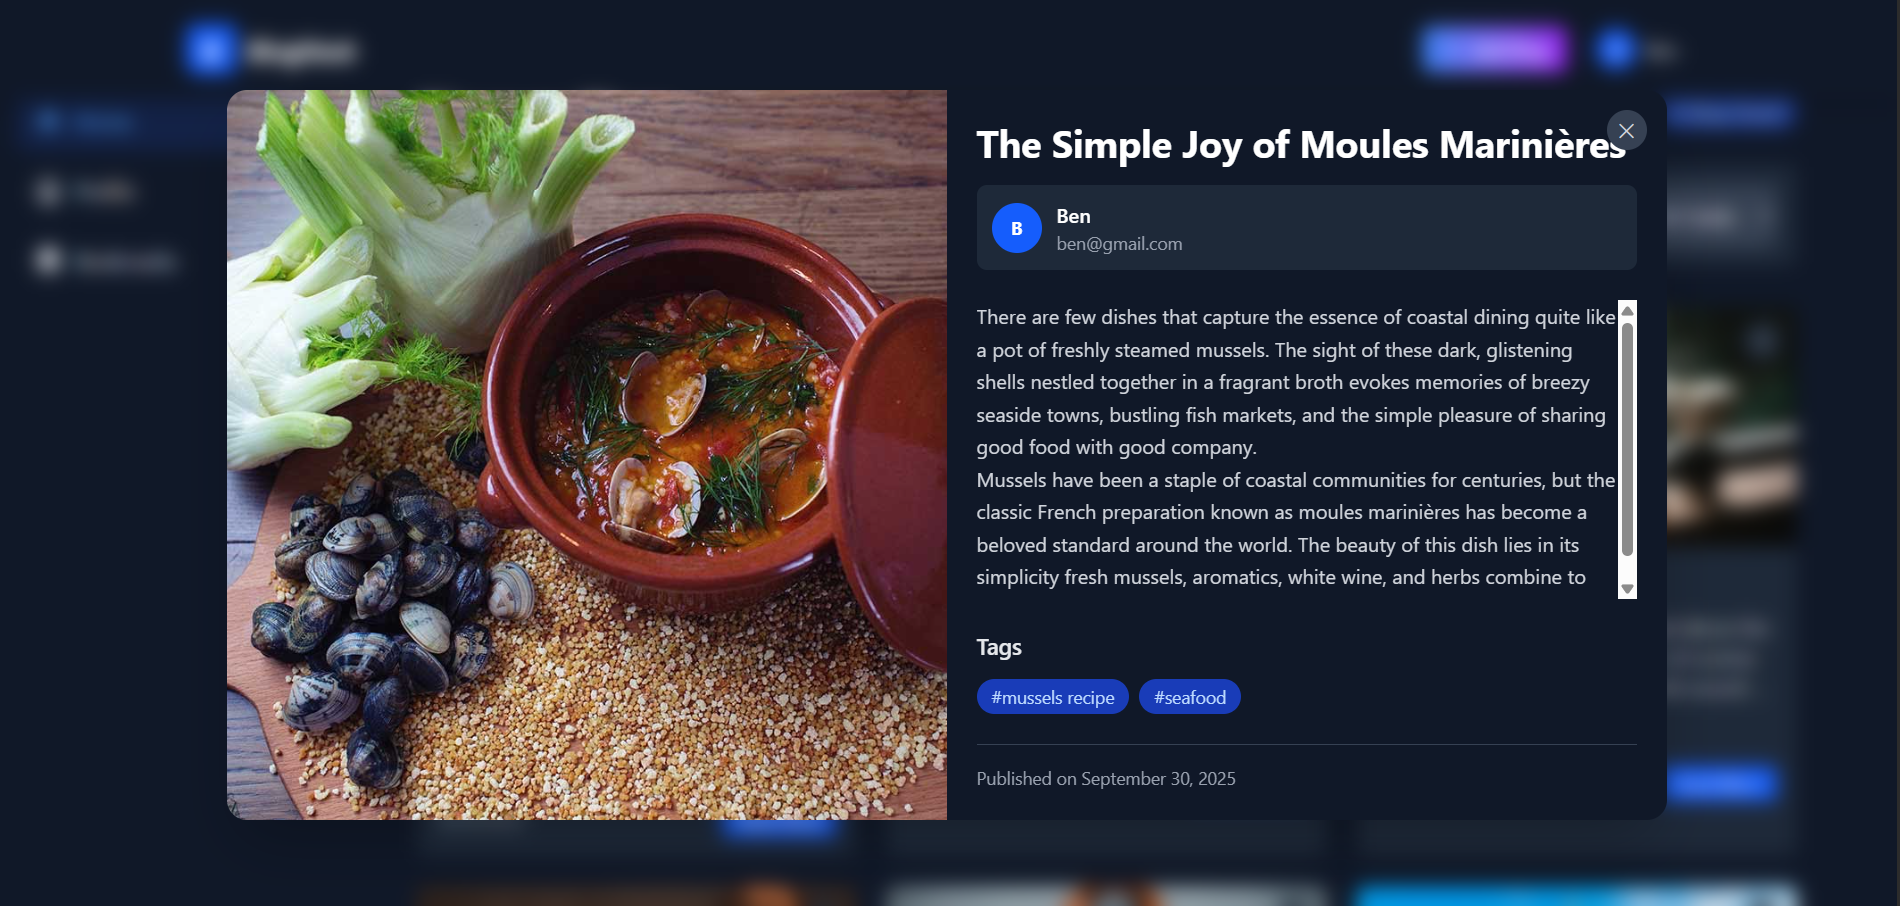 The Simple Joy of Moules Marinières
B
Ben
ben@gmail.com
There are few dishes that capture the essence of coastal dining quite like
a pot of freshly steamed mussels. The sight of these dark, glistening
shells nestled together in a fragrant broth evokes memories of breezy
seaside towns, bustling fish markets, and the simple pleasure of sharing
good food with good company.
Mussels have been a staple of coastal communities for centuries, but the
classic French preparation known as moules marinières has become a
beloved standard around the world. The beauty of this dish lies in its
simplicity fresh mussels, aromatics, white wine, and herbs combine to
Tags
#mussels recipe
#seafood
Published on September 30, 2025